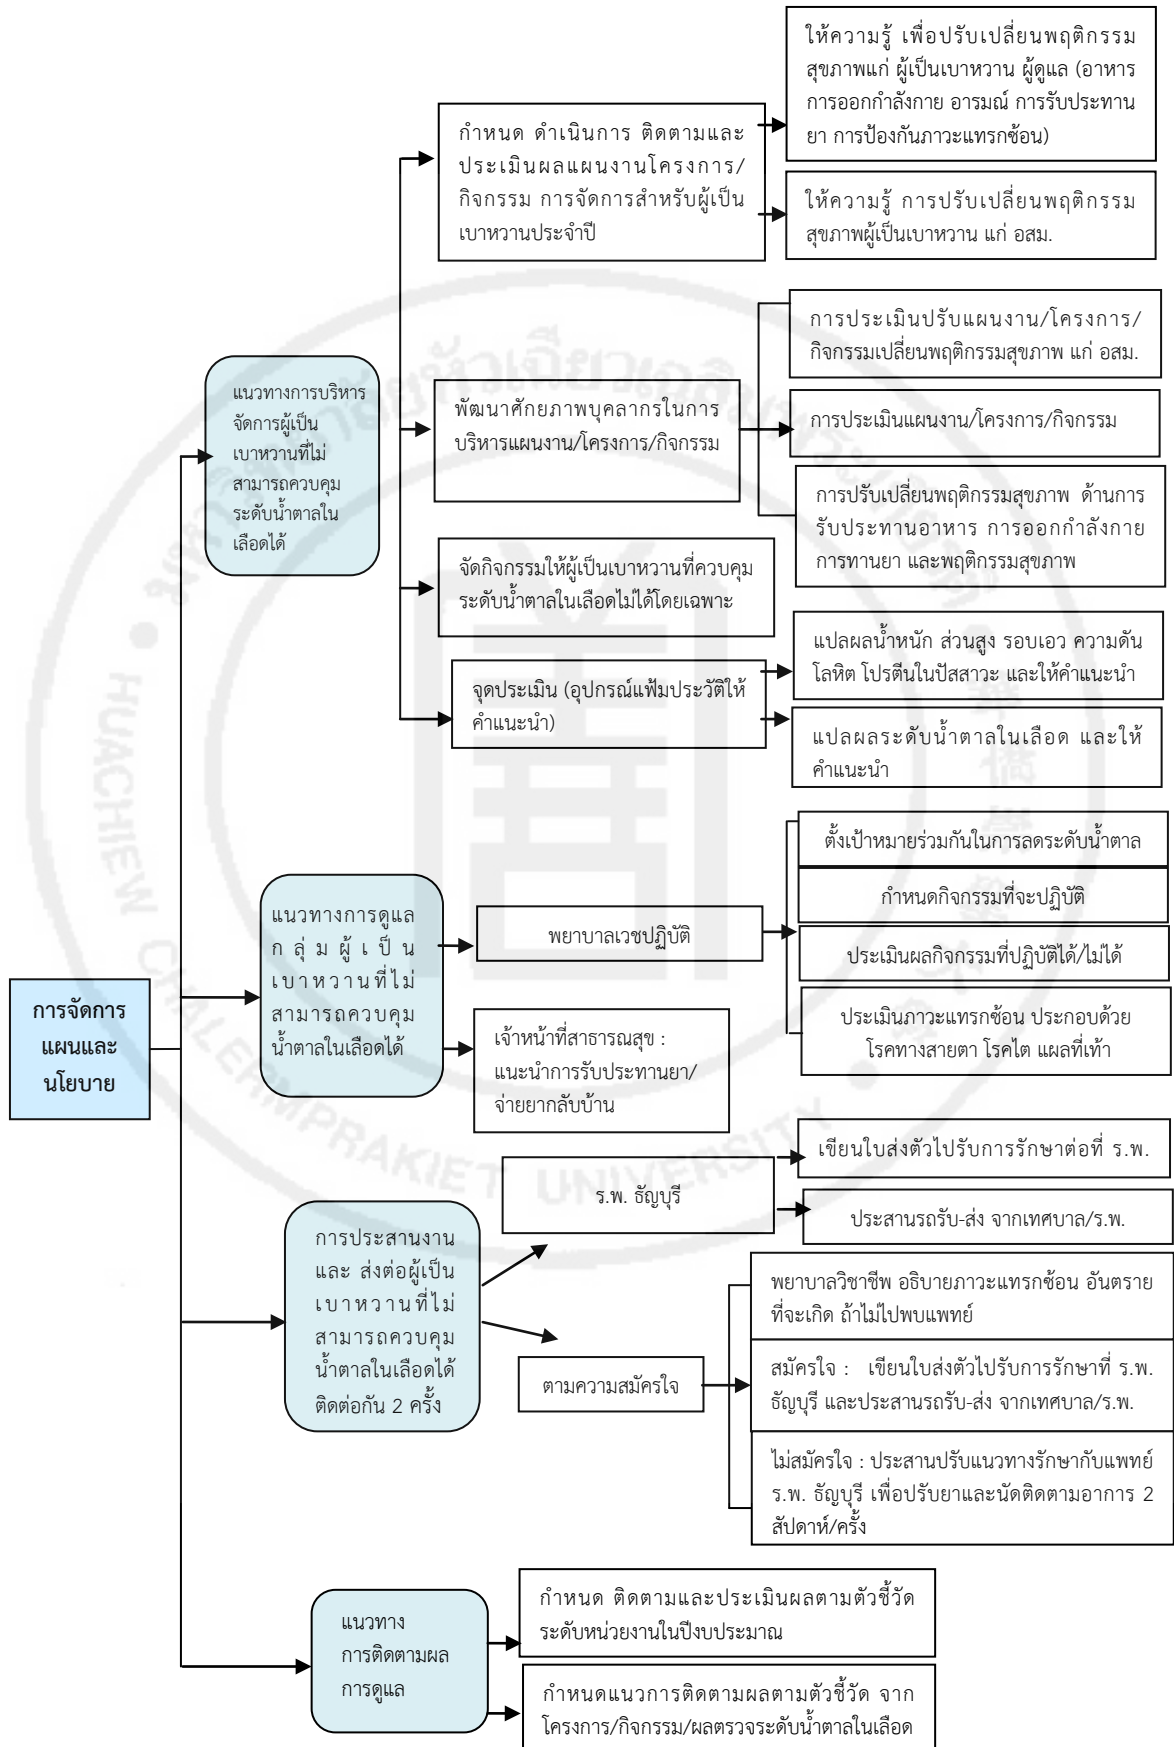 การจัดการ
แผนและ
นโยบาย
แนวทางการบริหาร
จัดการผู้เป็น
เบาหวานที่ไม่
สามารถควบคุม
ระดับน้ำตาลใน
เลือดได้
กำหนด ดำเนินการ ติดตามและ
ประเมินผลแผนงานโครงการ/
กิจกรรม การจัดการสำหรับผู้เป็น
เบาหวานประจำปี
ให้ความรู้ เพื่อปรับเปลี่ยนพฤติกรรม
สุขภาพแก่ ผู้เป็นเบาหวาน ผู้ดูแล (อาหาร
การออกกำลังกาย อารมณ์ การรับประทาน
ยา การป้องกันภาวะแทรกซ้อน)
ให้ความรู้ การปรับเปลี่ยนพฤติกรรม
สุขภาพผู้เป็นเบาหวาน แก่ อสม.
พัฒนาศักยภาพบุคลากรในการ
บริหารแผนงาน/โครงการ/กิจกรรม
การประเมินปรับแผนงาน/โครงการ/
กิจกรรมเปลี่ยนพฤติกรรมสุขภาพ แก่ อสม.
การประเมินแผนงาน/โครงการ/กิจกรรม
การปรับเปลี่ยนพฤติกรรมสุขภาพ ด้านการ
รับประทานอาหาร การออกกำลังกาย
การทานยา และพฤติกรรมสุขภาพ
จัดกิจกรรมให้ผู้เป็นเบาหวานที่ควบคุม
ระดับน้ำตาลในเลือดไม่ได้โดยเฉพาะ
จุดประเมิน (อุปกรณ์แฟ้มประวัติให้
คำแนะนำ)
แปลผลน้ำหนัก ส่วนสูง รอบเอว ความดัน
โลหิต โปรตีนในปัสสาวะ และให้คำแนะนำ
แปลผลระดับน้ำตาลในเลือด และให้
คำแนะนำ
แนวทางการดูแล
กลุ่มผู้เป็น
เบาหวานที่ไม่
สามารถควบคุม
น้ำตาลในเลือดได้
พยาบาลเวชปฏิบัติ
ตั้งเป้าหมายร่วมกันในการลดระดับน้ำตาล
กำหนดกิจกรรมที่จะปฏิบัติ
ประเมินผลกิจกรรมที่ปฏิบัติได้/ไม่ได้
ประเมินภาวะแทรกซ้อน ประกอบด้วย
โรคทางสายตา โรคไต แผลที่เท้า
เจ้าหน้าที่สาธารณสุข :
แนะนำการรับประทานยา/
จ่ายยากลับบ้าน
การประสานงาน
และ ส่งต่อผู้เป็น
เบาหวานที่ไม่
สามารถควบคุม
น้ำตาลในเลือดได้
ติดต่อกัน 2 ครั้ง
ร.พ. ธัญบุรี
เขียนใบส่งตัวไปรับการรักษาต่อที่ ร.พ.
ประสานรถรับ-ส่ง จากเทศบาล/ร.พ.
ตามความสมัครใจ
พยาบาลวิชาชีพ อธิบายภาวะแทรกซ้อน อันตราย
ที่จะเกิด ถ้าไม่ไปพบแพทย์
สมัครใจ : เขียนใบส่งตัวไปรับการรักษาที่ ร.พ.
ธัญบุรี และประสานรถรับ-ส่ง จากเทศบาล/ร.พ.
ไม่สมัครใจ : ประสานปรับแนวทางรักษากับแพทย์
ร.พ. ธัญบุรี เพื่อปรับยาและนัดติดตามอาการ 2
สัปดาห์/ครั้ง
แนวทาง
การติดตามผล
การดูแล
กำหนด ติดตามและประเมินผลตามตัวชี้วัด
ระดับหน่วยงานในปีงบประมาณ
กำหนดแนวการติดตามผลตามตัวชี้วัด จาก
โครงการ/กิจกรรม/ผลตรวจระดับน้ำตาลในเลือด
มหาวิทยาลัยหัวเฉียวเฉลิมพระเกียรติ
HUACHIEW CHALERMPRAKIET UNIVERSITY